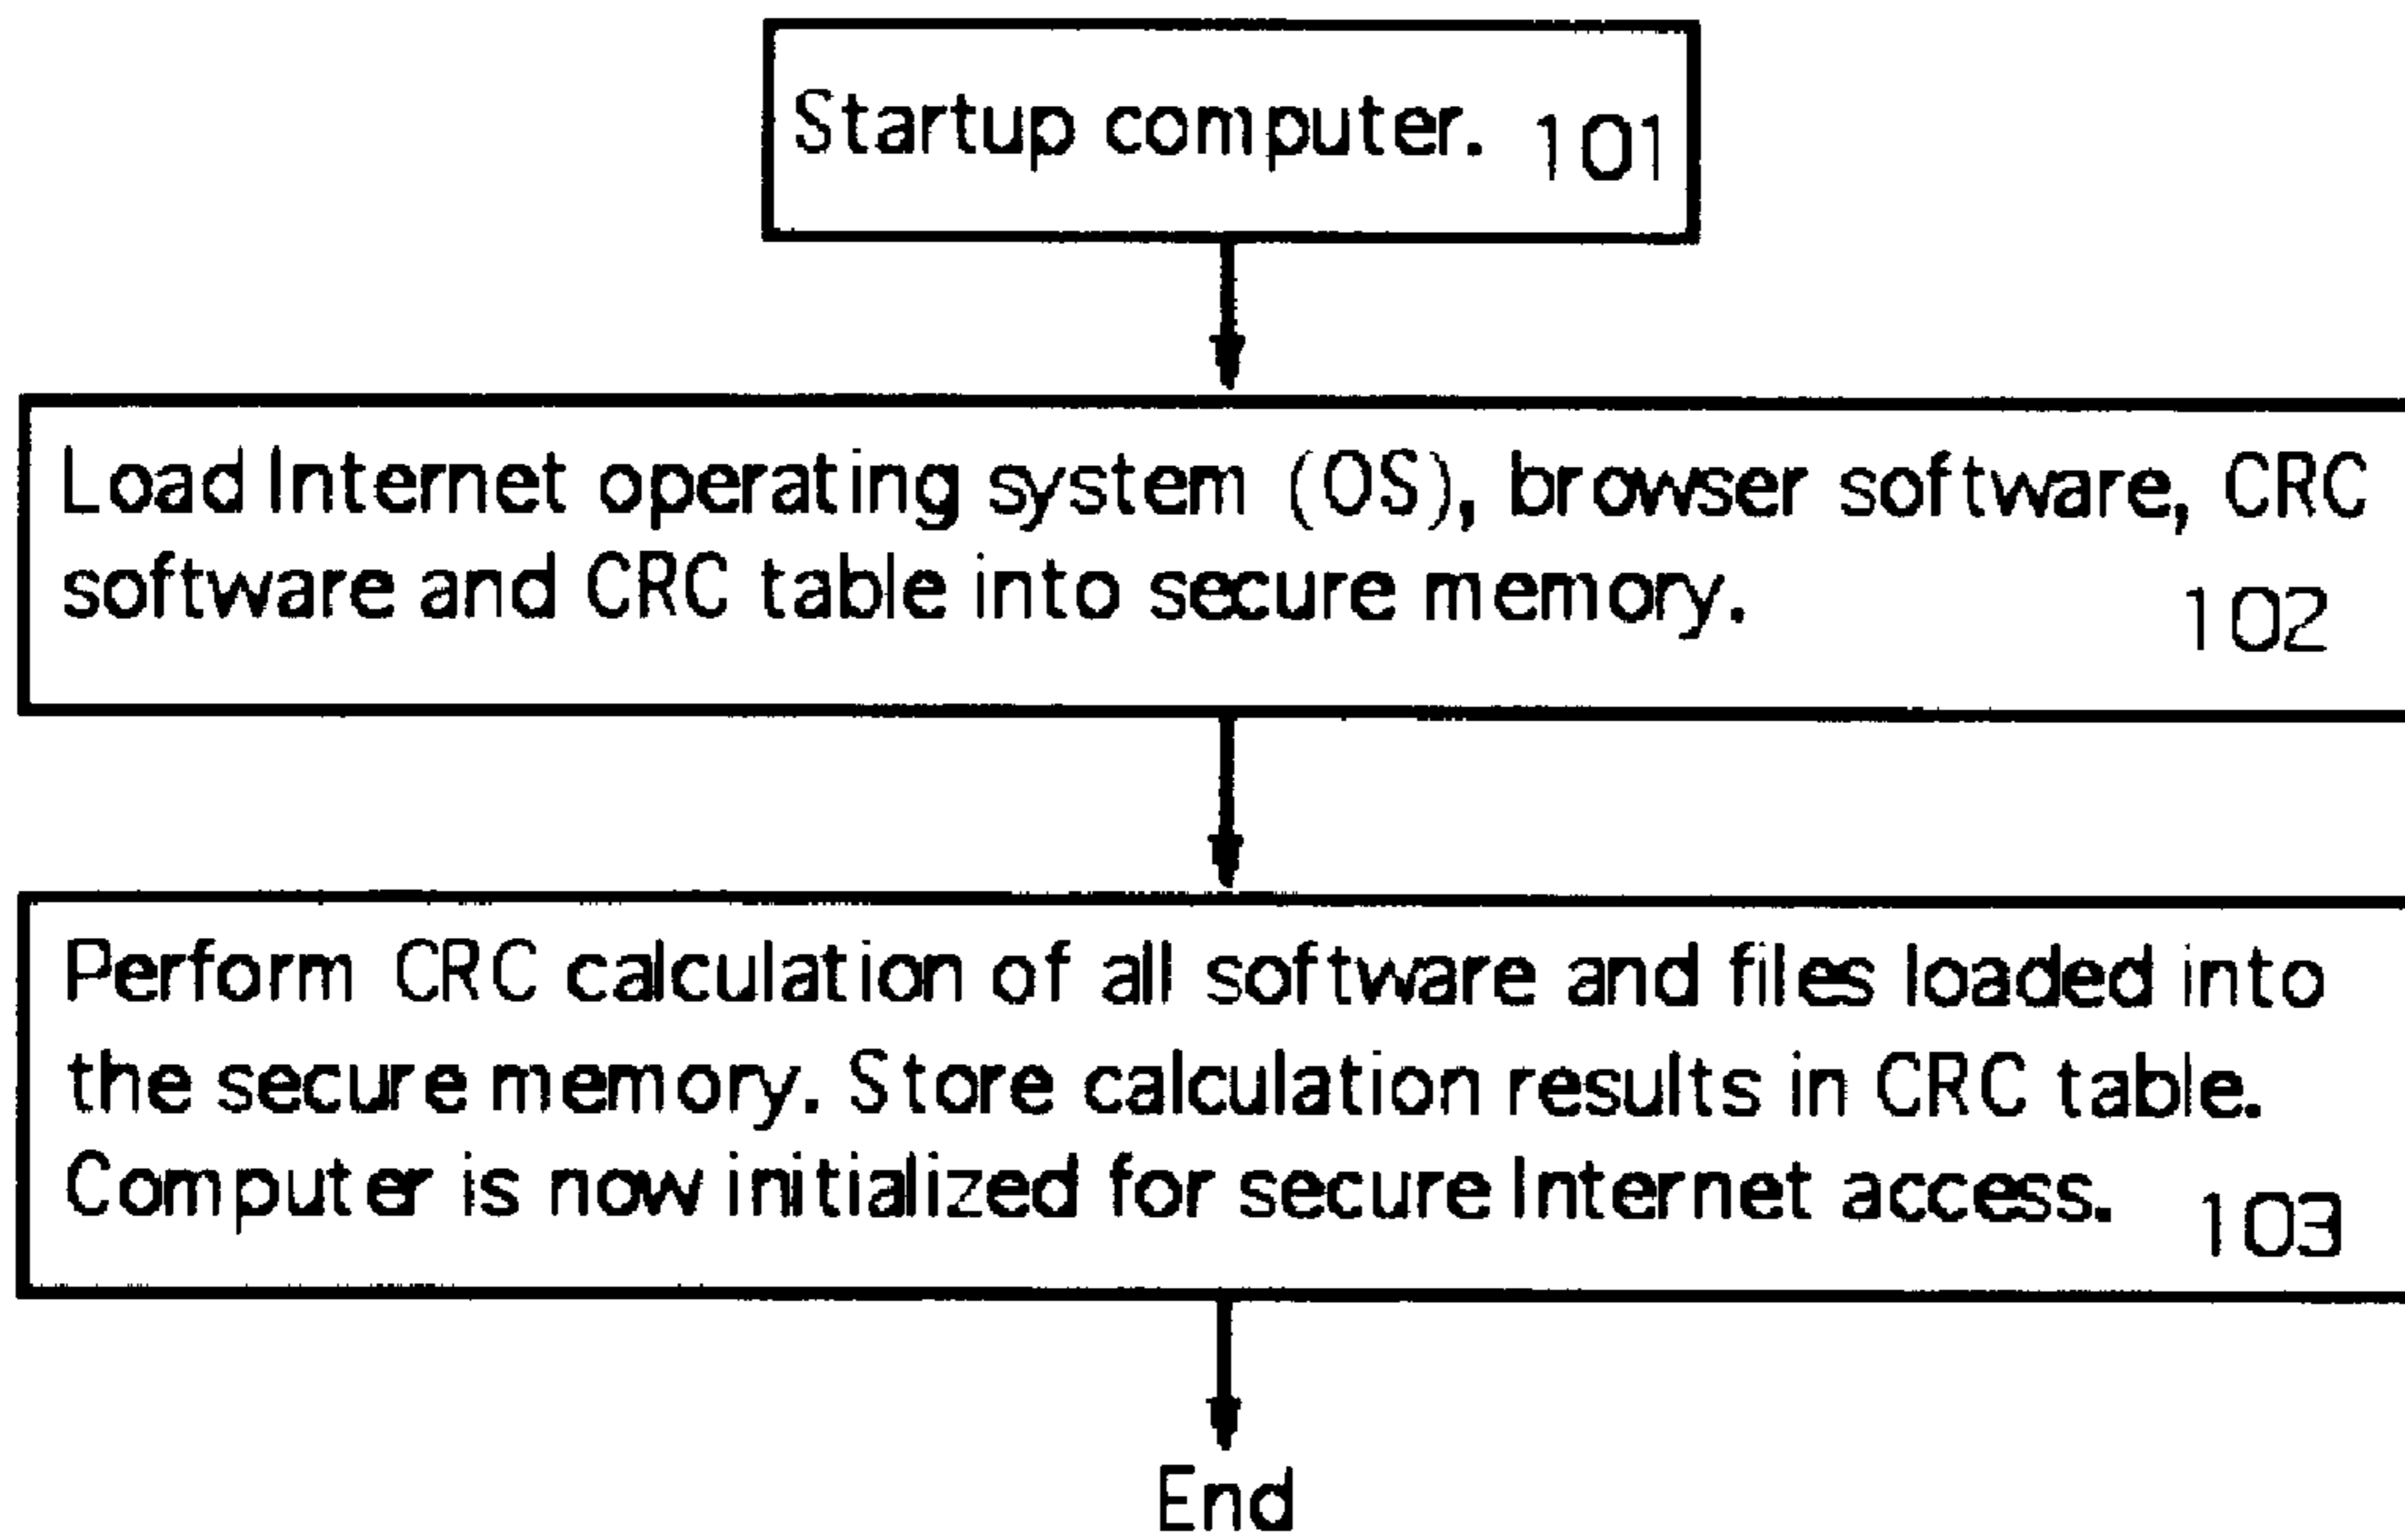 Startup computer. 101
Load Internet operating system (OS), browser software, CRC
software and CRC table into secure memory. 102
Perform CRC calculation of all software and files loaded into
the secure memory. Store calculation results in CRC table.
Computer is now initialized for secure Internet access. 103
End